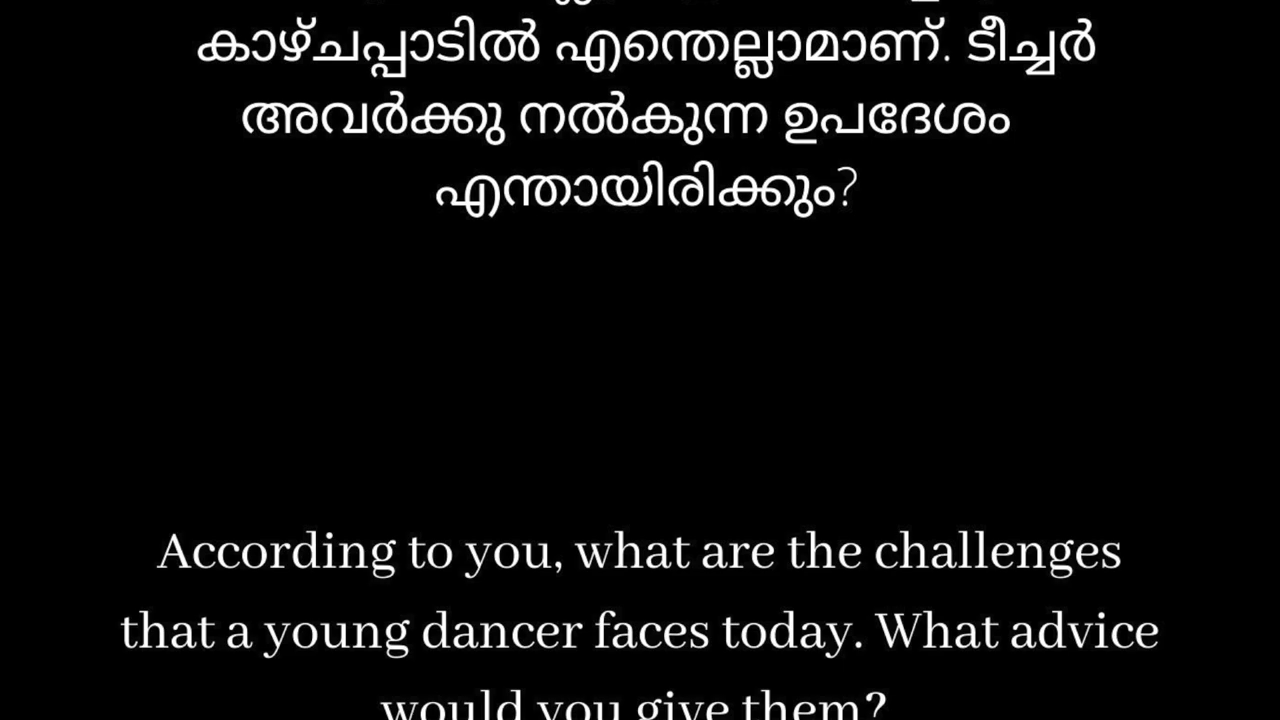 കാഴ്ചപ്പാടിൽ എന്തെല്ലാമാണ്. ടീച്ചർ
അവർക്കു നൽകുന്ന ഉപദേശം
എന്തായിരിക്കും?
According to you, what are the challenges
that a young dancer faces today. What advice
would you give them?